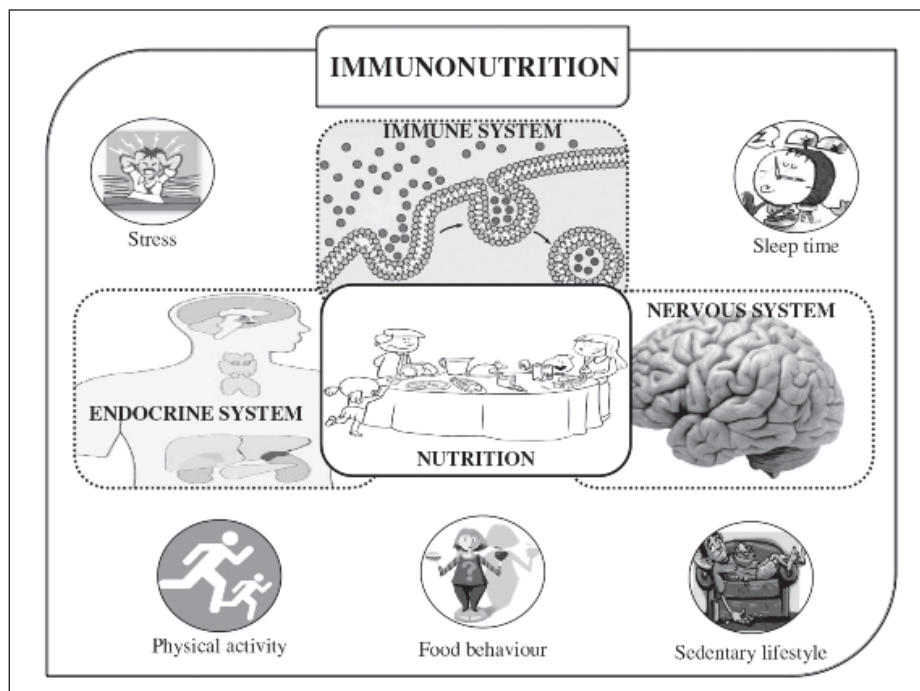 IMMUNONUTRITION
IMMUNE SYSTEM
Stress
Sleep time
NERVOUS SYSTEM
ENDOCRINE SYSTEM
NUTRITION
Physical activity
Food behaviour
Sedentary lifestyle